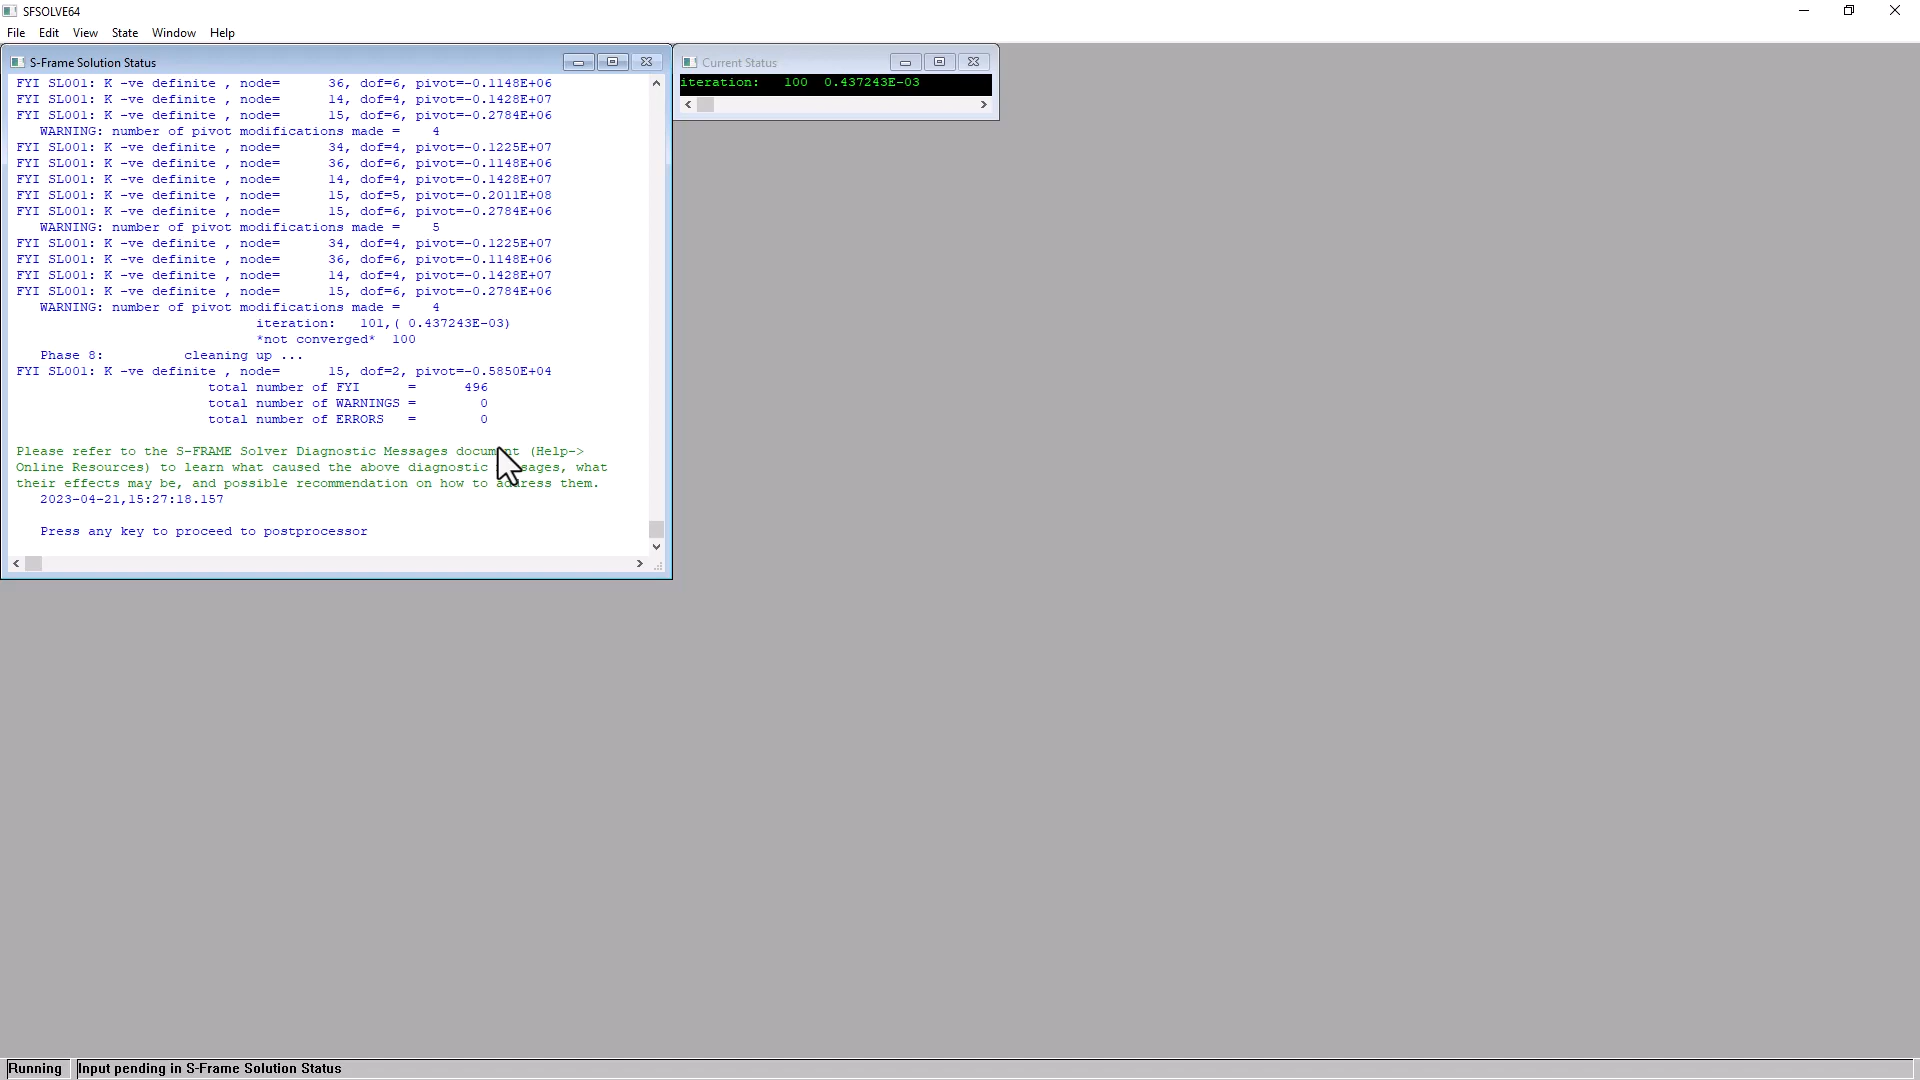 SFSOLVE64
File Edit View State Window Help
S-Frame Solution Status
FYI SL001: K -ve definite , node= 36, dof=6, pivot=-0.1148E+06
FYI SL001: K -ve definite , node= 14, dof=4, pivot=-0.1428E+07
FYI SL001: K -ve definite , node= 15, dof=6, pivot=-0.2784E+06
WARNING: number of pivot modifications made = 4
FYI SL001: K -ve definite , node= 34, dof=4, pivot=-0.1225E+07
FYI SL001: K -ve definite , node= 36, dof=6, pivot=-0.1148E+06
FYI SL001: K -ve definite , node= 14, dof=4, pivot=-0.1428E+07
FYI SL001: K -ve definite , node= 15, dof=5, pivot=-0.2011E+08
FYI SL001: K -ve definite , node= 15, dof=6, pivot=-0.2784E+06
WARNING: number of pivot modifications made = 5
FYI SL001: K -ve definite , node= 34, dof=4, pivot=-0.1225E+07
FYI SL001: K -ve definite , node= 36, dof=6, pivot=-0.1148E+06
FYI SL001: K -ve definite , node= 14, dof=4, pivot=-0.1428E+07
FYI SL001: K -ve definite , node= 15, dof=6, pivot=-0.2784E+06
WARNING: number of pivot modifications made = 4
iteration: 101,( 0.437243E-03)
*not converged* 100
Phase 8: cleaning up ...
FYI SL001: K -ve definite , node= 15, dof=2, pivot=-0.5850E+04
total number of FYI = 496
total number of WARNINGS = 0
total number of ERRORS = 0
Please refer to the S-FRAME Solver Diagnostic Messages document (Help->
Online Resources) to learn what caused the above diagnostic messages, what
their effects may be, and possible recommendation on how to address them.
2023-04-21,15:27:18.157
Press any key to proceed to postprocessor
Current Status
iteration: 100 0.437243E-03
Running Input pending in S-Frame Solution Status